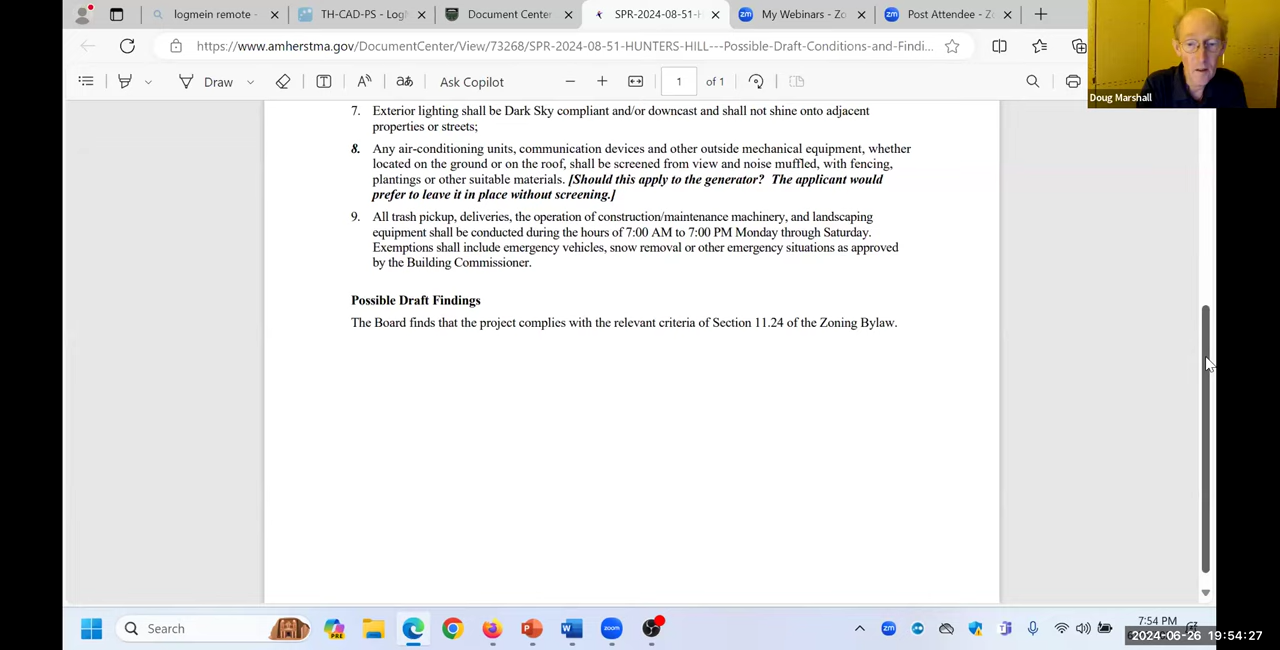 logmein remote -
TH-CAD-PS - Log
Document Center
SPR-2024-08-51-H
My Webinars - Zo
Post Attendee - Z
https://www.amherstma.gov/DocumentCenter/View/73268/SPR-2024-08-51-HUNTERS-HILL---Possible-Draft-Conditions-and-Findi...
Draw
Ask Copilot
1 of 1
Doug Marshall
7. Exterior lighting shall be Dark Sky compliant and/or downcast and shall not shine onto adjacent
properties or streets;
8. Any air-conditioning units, communication devices and other outside mechanical equipment, whether
located on the ground or on the roof, shall be screened from view and noise muffled, with fencing,
plantings or other suitable materials. [Should this apply to the generator? The applicant would
prefer to leave it in place without screening.]
9. All trash pickup, deliveries, the operation of construction/maintenance machinery, and landscaping
equipment shall be conducted during the hours of 7:00 AM to 7:00 PM Monday through Saturday.
Exemptions shall include emergency vehicles, snow removal or other emergency situations as approved
by the Building Commissioner.
Possible Draft Findings
The Board finds that the project complies with the relevant criteria of Section 11.24 of the Zoning Bylaw.
Search
7:54 PM
2024-06-26 19:54:27